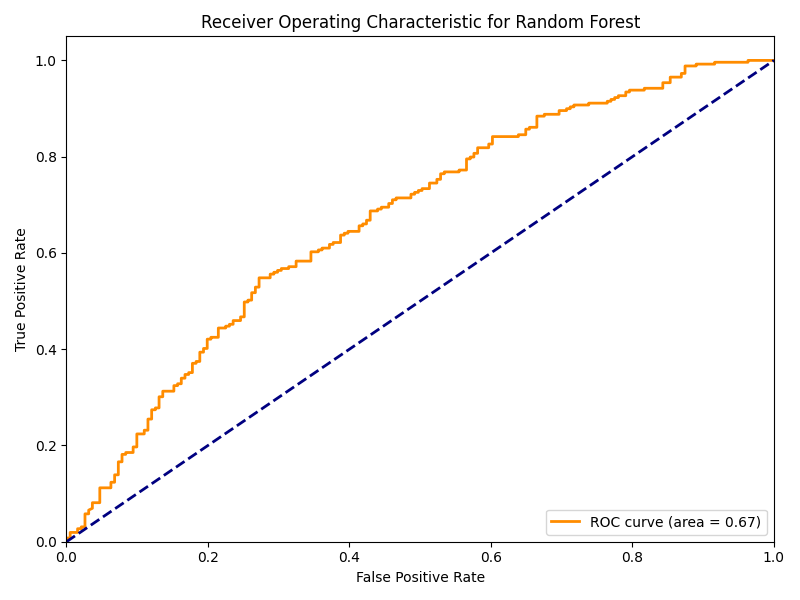 Receiver Operating Characteristic for Random Forest
True Positive Rate
1.0
0.8
0.6
0.4
0.2
0.0
0.0 0.2 0.4 0.6 0.8 1.0
False Positive Rate
ROC curve (area = 0.67)